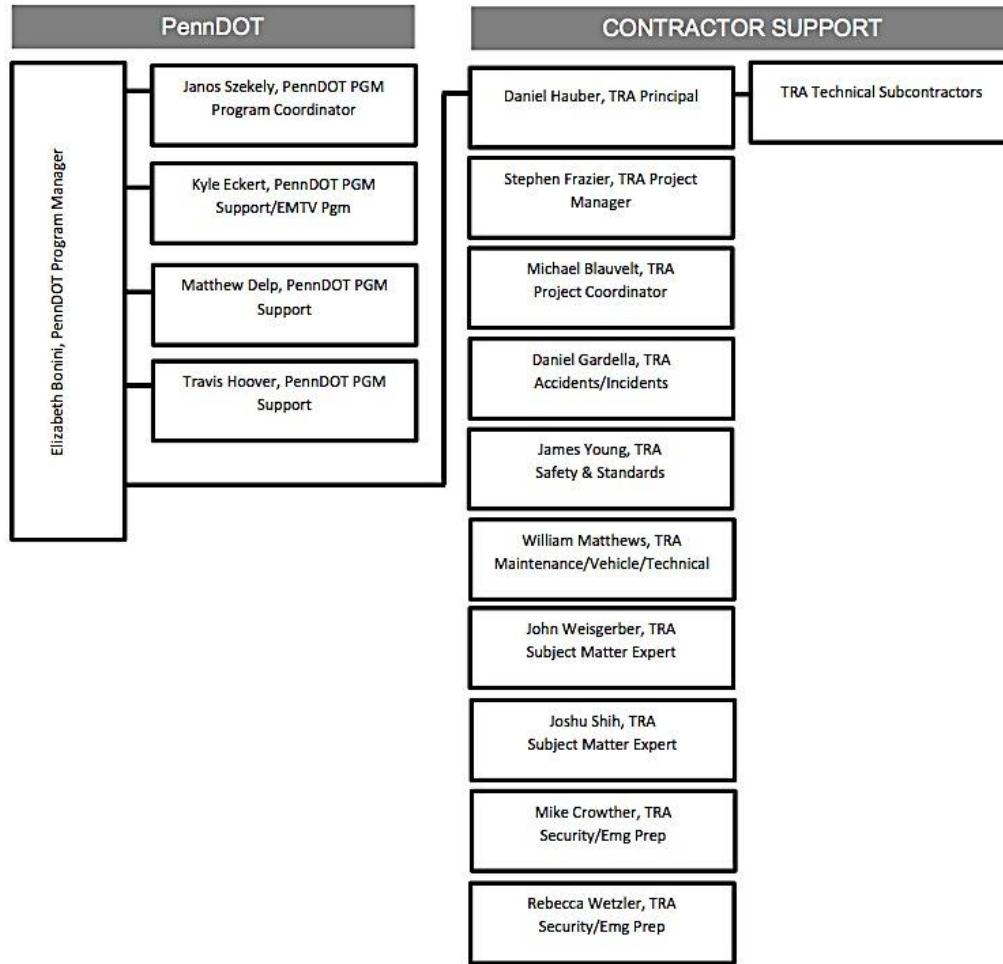 PennDOT
CONTRACTOR SUPPORT
Elizabeth Bonini, PennDOT Program Manager
Janos Szekely, PennDOT PGM
Program Coordinator
Kyle Eckert, PennDOT PGM
Support/EMTV Pgm
Matthew Delp, PennDOT PGM
Support
Travis Hoover, PennDOT PGM
Support
Daniel Hauber, TRA Principal
TRA Technical Subcontractors
Stephen Frazier, TRA Project
Manager
Michael Blauvelt, TRA
Project Coordinator
Daniel Gardella, TRA
Accidents/Incidents
James Young, TRA
Safety & Standards
William Matthews, TRA
Maintenance/Vehicle/Technical
John Weisgerber, TRA
Subject Matter Expert
Joshu Shih, TRA
Subject Matter Expert
Mike Crowther, TRA
Security/Emg Prep
Rebecca Wetzler, TRA
Security/Emg Prep